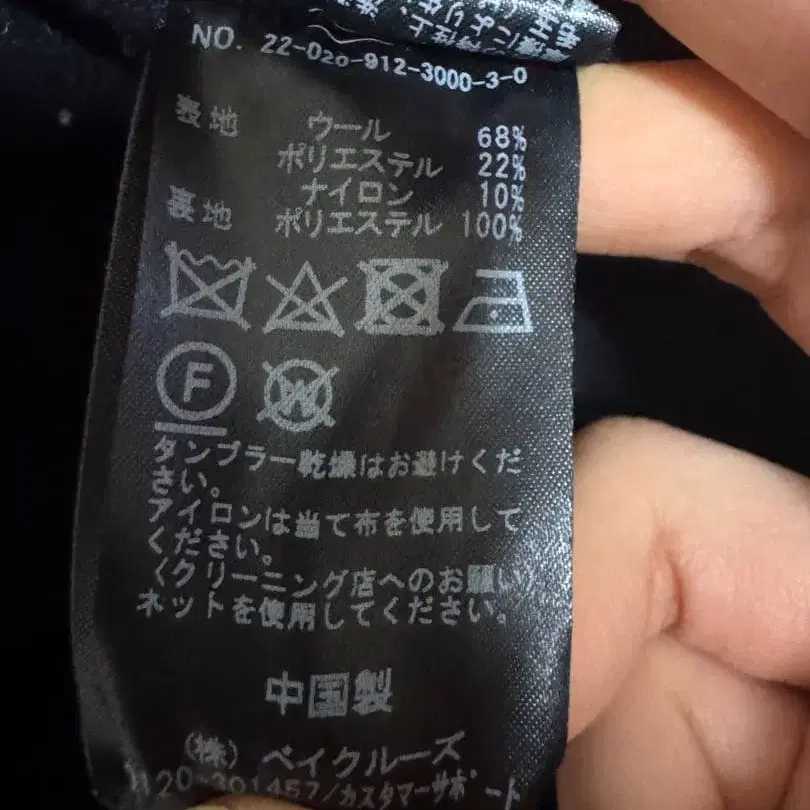 NO. 22-020-912-3000-3-0
表地 ウール 68%
ポリエステル 22%
ナイロン 10%
裏地 ポリエステル 100%
F
W
タンブラー乾燥はお避けくだ
さい。
アイロンは当て布を使用して
ください。
〈クリーニング店へのお願い〉
ネットを使用してください。
中国製
(株) ベイクルーズ
0120-301457/カスタマーサポート